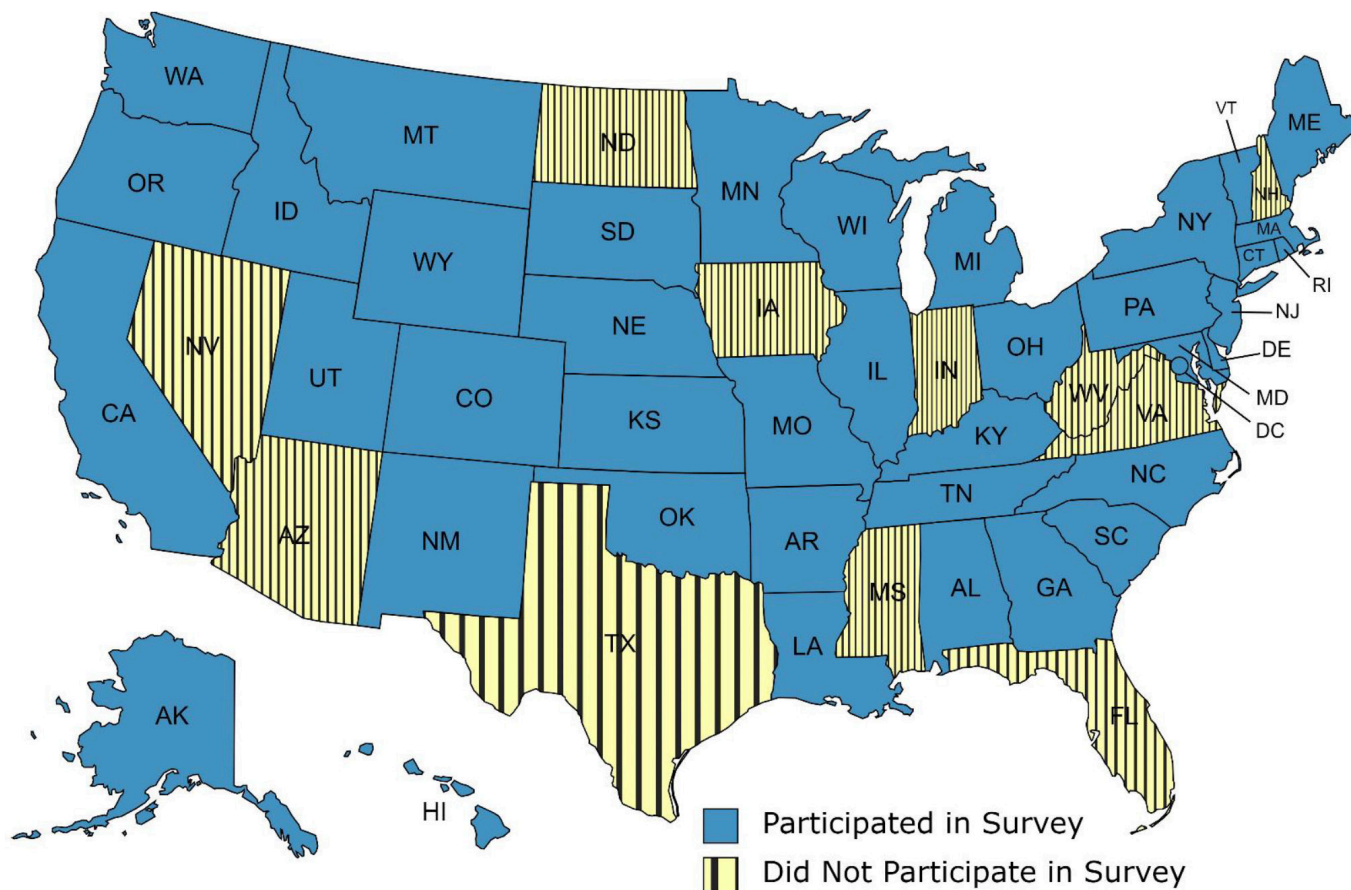 WA
MT
ND
MN
VT
ME
OR
ID
SD
WI
NY
NH
MA
CT
RI
WY
MI
PA
NJ
IA
NE
NV
UT
CO
IL
IN
OH
DE
MD
DC
WV
VA
CA
KS
MO
KY
NC
TN
AZ
NM
OK
AR
SC
MS
AL
GA
TX
LA
FL
AK
HI
Participated in Survey
Did Not Participate in Survey